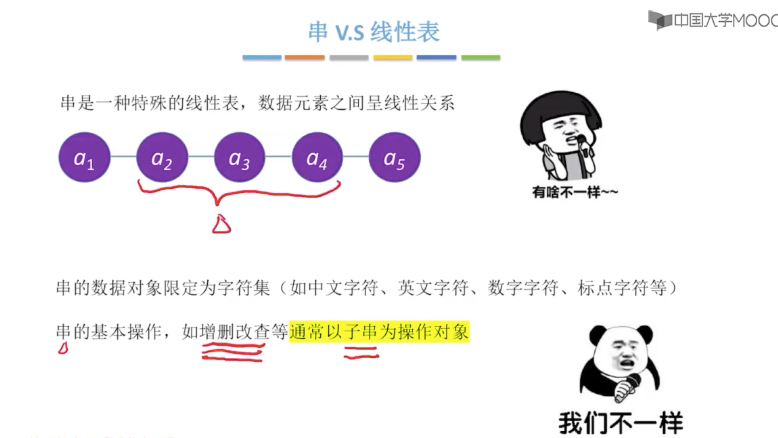 串 V.S 线性表
中国大学MOOC
串是一种特殊的线性表，数据元素之间呈线性关系
a1 a2 a3 a4 a5
有啥不一样~~
串的数据对象限定为字符集（如中文字符、英文字符、数字字符、标点字符等）
串的基本操作，如增删改查等通常以子串为操作对象
我们不一样